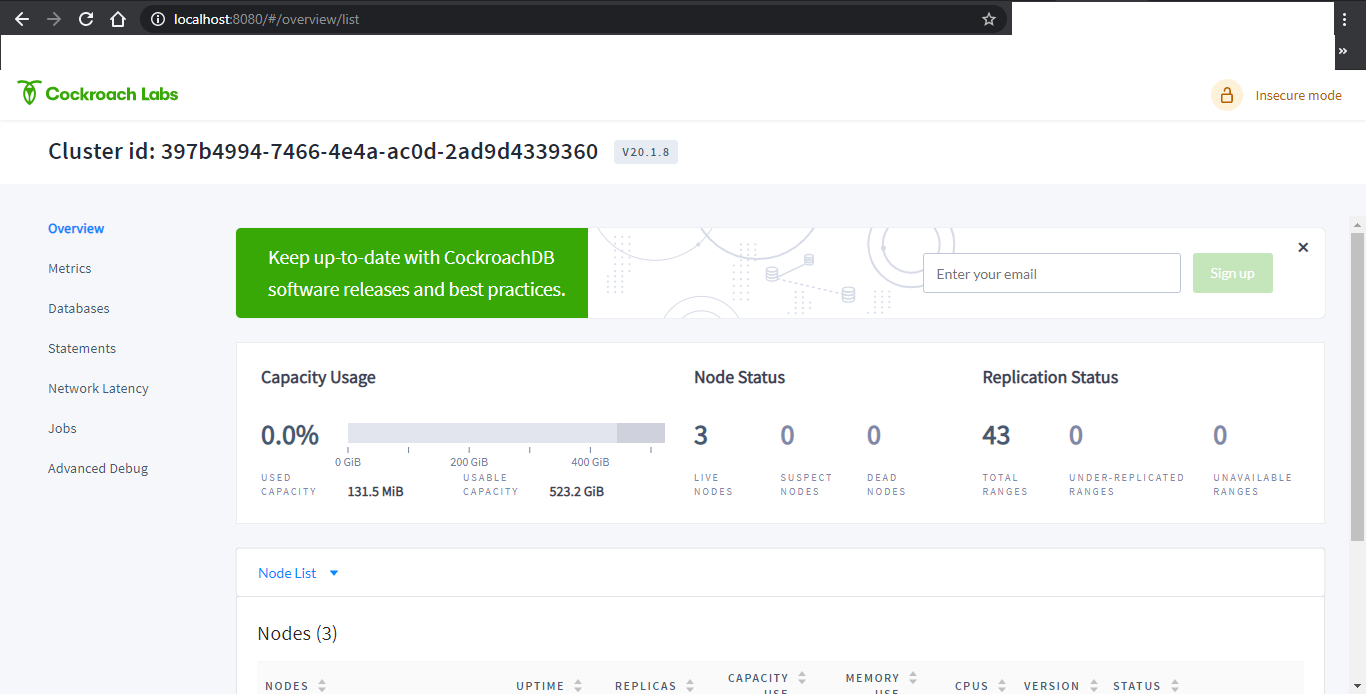 localhost:8080/#/overview/list
»
Cockroach Labs
Insecure mode
Cluster id: 397b4994-7466-4e4a-ac0d-2ad9d4339360
V20.1.8
Overview
Metrics
Databases
Statements
Network Latency
Jobs
Advanced Debug
Keep up-to-date with CockroachDB
software releases and best practices.
Enter your email
Sign up
Capacity Usage
0.0%
0 GiB
200 GiB
400 GiB
USED
CAPACITY
131.5 MiB
USABLE
CAPACITY
523.2 GiB
Node Status
3
0
0
LIVE
NODES
SUSPECT
NODES
DEAD
NODES
Replication Status
43
0
0
TOTAL
RANGES
UNDER-REPLICATED
RANGES
UNAVAILABLE
RANGES
Node List
Nodes (3)
NODES
UPTIME
REPLICAS
CAPACITY
USE
MEMORY
USE
CPUS
VERSION
STATUS